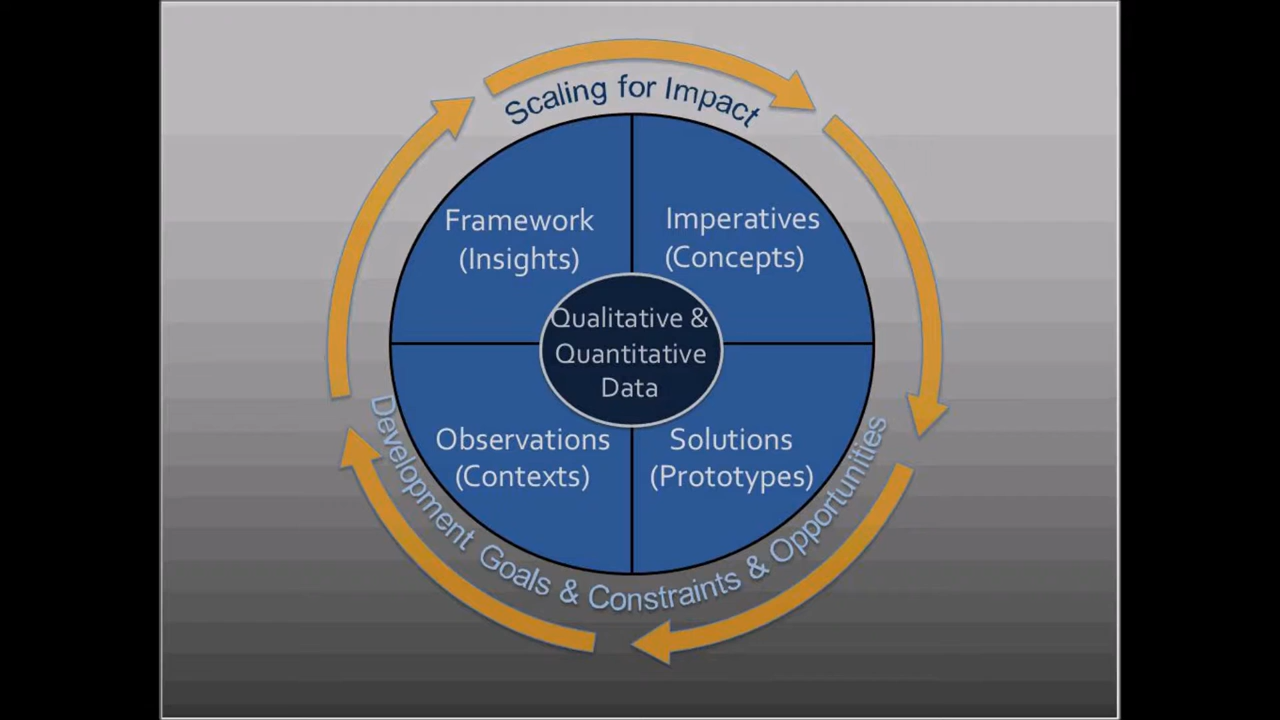 Scaling for Impact
Framework
(Insights)
Imperatives
(Concepts)
Qualitative &
Quantitative
Data
Observations
(Contexts)
Solutions
(Prototypes)
Development Goals & Constraints & Opportunities